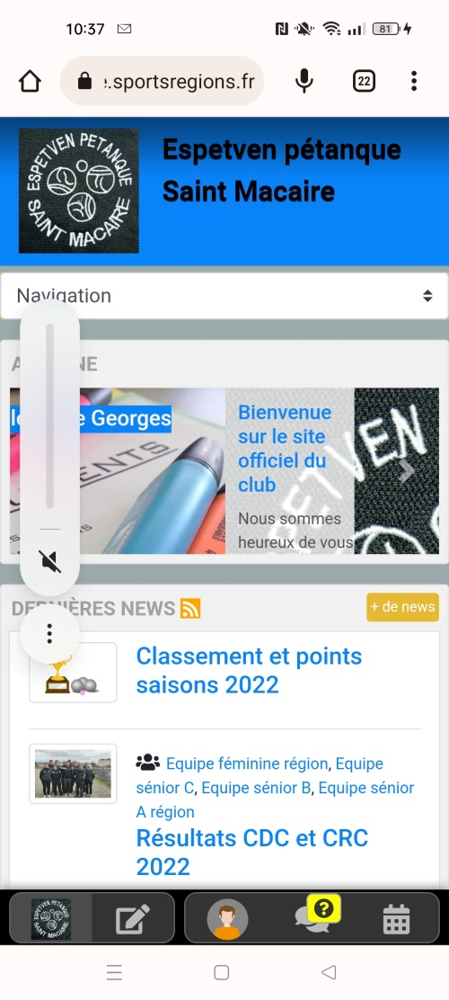 10:37
81
.sportsregions.fr
22
ESPETVEN PETANQUE
SAINT MACAIRE
Espetven pétanque
Saint Macaire
Navigation
Georges
Bienvenue
sur le site
officiel du
club
Nous sommes
heureux de vous
DERNIÈRES NEWS
+ de news
Classement et points
saisons 2022
Equipe féminine région, Equipe
sénior C, Equipe sénior B, Equipe sénior
A région
Résultats CDC et CRC
2022
?